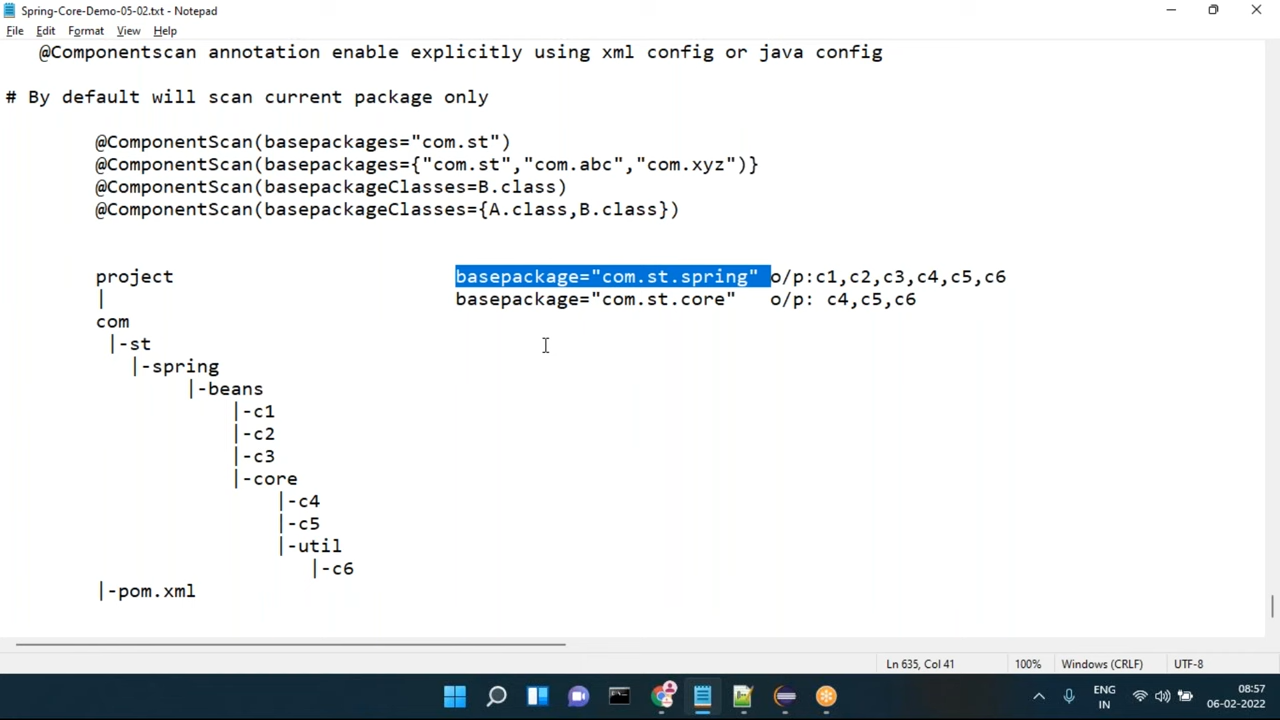 Spring-Core-Demo-05-02.txt - Notepad
File Edit Format View Help
@Componentscan annotation enable explicitly using xml config or java config
# By default will scan current package only
@ComponentScan(basepackages="com.st")
@ComponentScan(basepackages={"com.st","com.abc","com.xyz")}
@ComponentScan(basepackageClasses=B.class)
@ComponentScan(basepackageClasses={A.class,B.class})
project basepackage="com.st.spring" o/p:c1,c2,c3,c4,c5,c6
| basepackage="com.st.core" o/p: c4,c5,c6
com
|-st
|-spring
|-beans
|-c1
|-c2
|-c3
|-core
|-c4
|-c5
|-util
|-c6
|-pom.xml
Ln 635, Col 41 100% Windows (CRLF) UTF-8
ENG 08:57
IN 06-02-2022